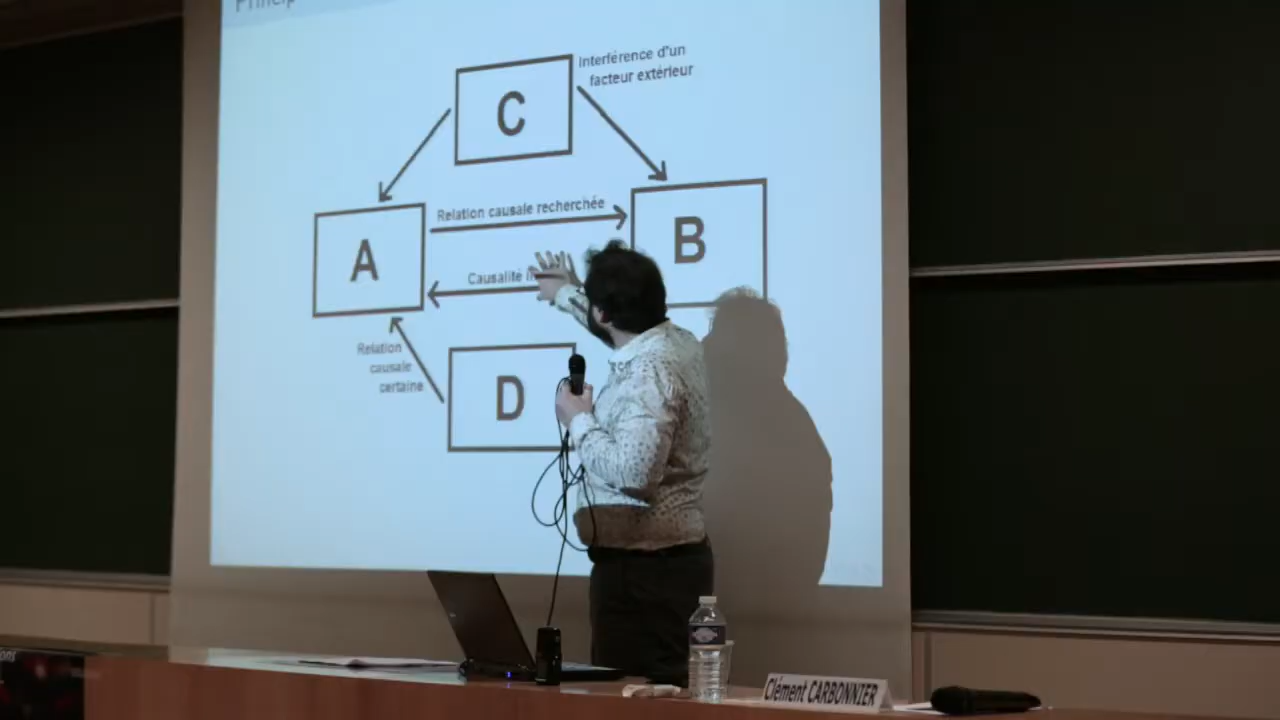 C
Interférence d'un
facteur extérieur
Relation causale recherchée
A
B
Causalité
Relation
causale
certaine
D
Clément CARBONNIER